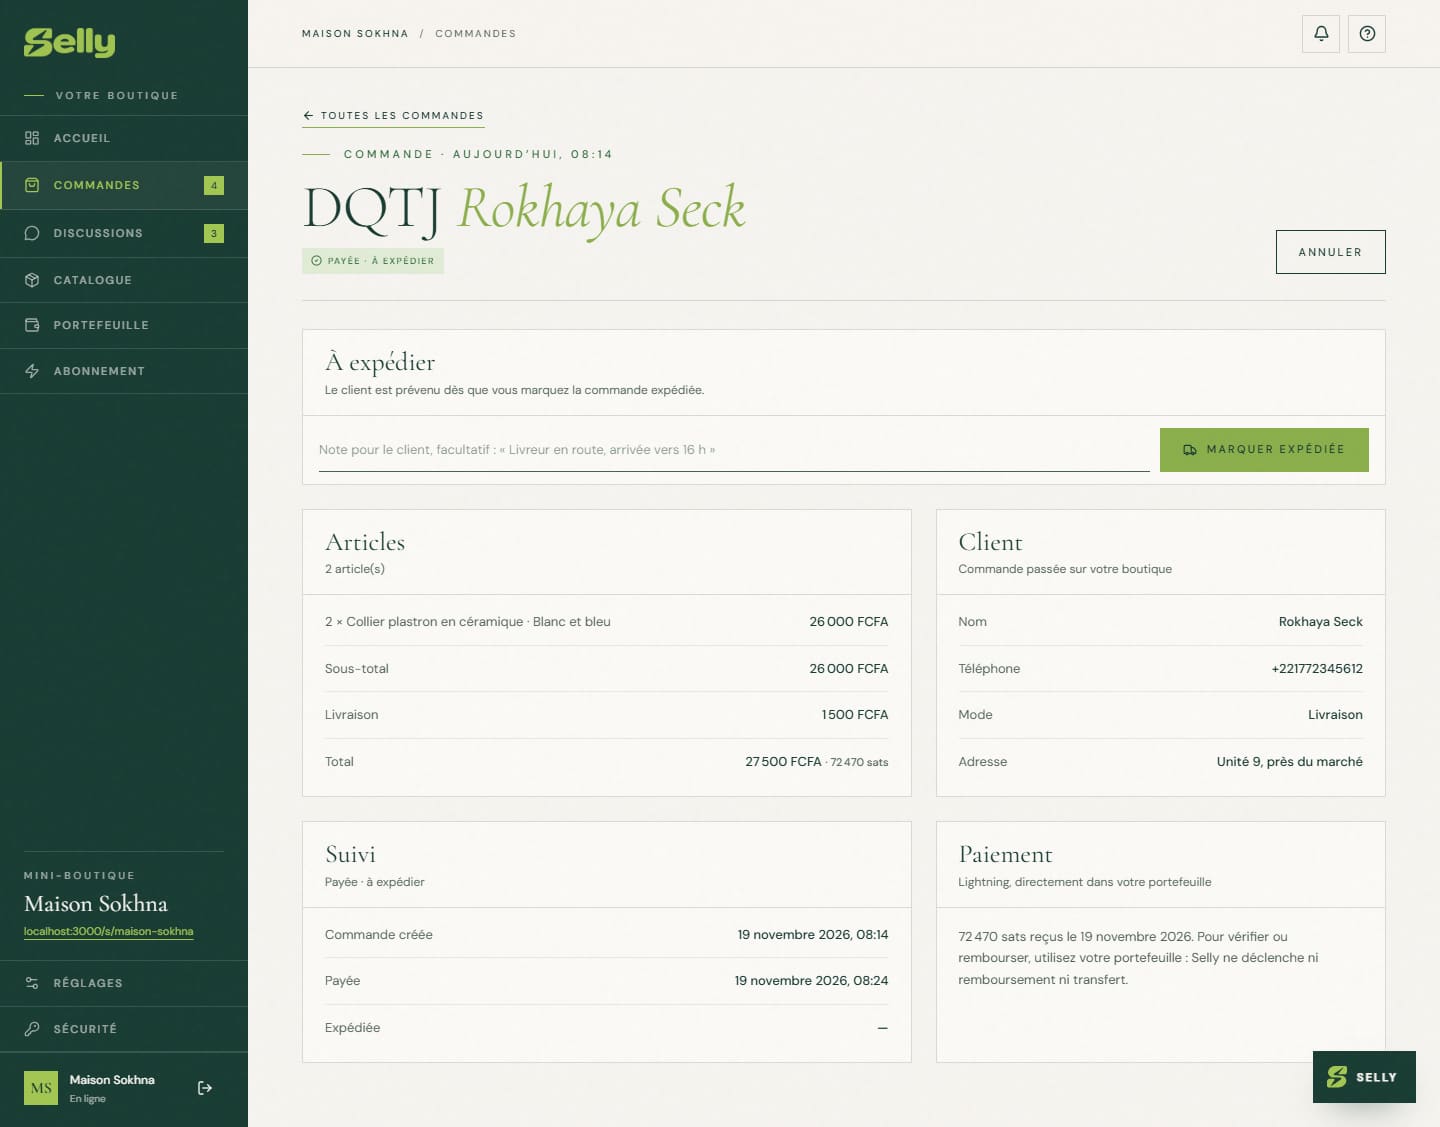 Selly
VOTRE BOUTIQUE
ACCUEIL
COMMANDES 4
DISCUSSIONS 3
CATALOGUE
PORTEFEUILLE
ABONNEMENT
MINI-BOUTIQUE
Maison Sokhna
localhost:3000/s/maison-sokhna
RÉGLAGES
SÉCURITÉ
MS
Maison Sokhna
En ligne
MAISON SOKHNA / COMMANDES
← TOUTES LES COMMANDES
COMMANDE · AUJOURD'HUI, 08:14
DQTJ Rokhaya Seck
PAYÉE · À EXPÉDIER
ANNULER
À expédier
Le client est prévenu dès que vous marquez la commande expédiée.
Note pour le client, facultatif : « Livreur en route, arrivée vers 16 h »
MARQUER EXPÉDIÉE
Articles
2 article(s)
2 × Collier plastron en céramique · Blanc et bleu 26 000 FCFA
Sous-total 26 000 FCFA
Livraison 1 500 FCFA
Total 27 500 FCFA · 72 470 sats
Client
Commande passée sur votre boutique
Nom Rokhaya Seck
Téléphone +221772345612
Mode Livraison
Adresse Unité 9, près du marché
Suivi
Payée · à expédier
Commande créée 19 novembre 2026, 08:14
Payée 19 novembre 2026, 08:24
Expédiée —
Paiement
Lightning, directement dans votre portefeuille
72 470 sats reçus le 19 novembre 2026. Pour vérifier ou
rembourser, utilisez votre portefeuille : Selly ne déclenche ni
remboursement ni transfert.
SELLY